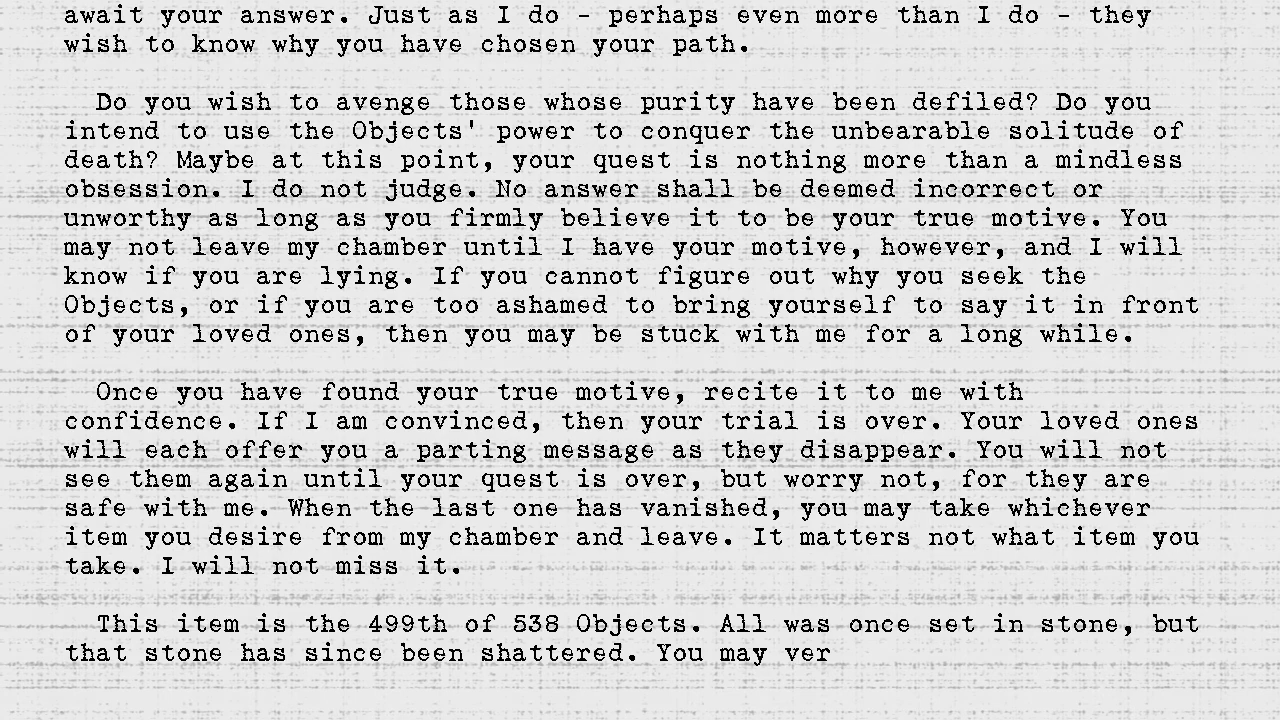 await your answer. Just as I do - perhaps even more than I do - they
wish to know why you have chosen your path.
Do you wish to avenge those whose purity have been defiled? Do you
intend to use the Objects' power to conquer the unbearable solitude of
death? Maybe at this point, your quest is nothing more than a mindless
obsession. I do not judge. No answer shall be deemed incorrect or
unworthy as long as you firmly believe it to be your true motive. You
may not leave my chamber until I have your motive, however, and I will
know if you are lying. If you cannot figure out why you seek the
Objects, or if you are too ashamed to bring yourself to say it in front
of your loved ones, then you may be stuck with me for a long while.
Once you have found your true motive, recite it to me with
confidence. If I am convinced, then your trial is over. Your loved ones
will each offer you a parting message as they disappear. You will not
see them again until your quest is over, but worry not, for they are
safe with me. When the last one has vanished, you may take whichever
item you desire from my chamber and leave. It matters not what item you
take. I will not miss it.
This item is the 499th of 538 Objects. All was once set in stone, but
that stone has since been shattered. You may ver